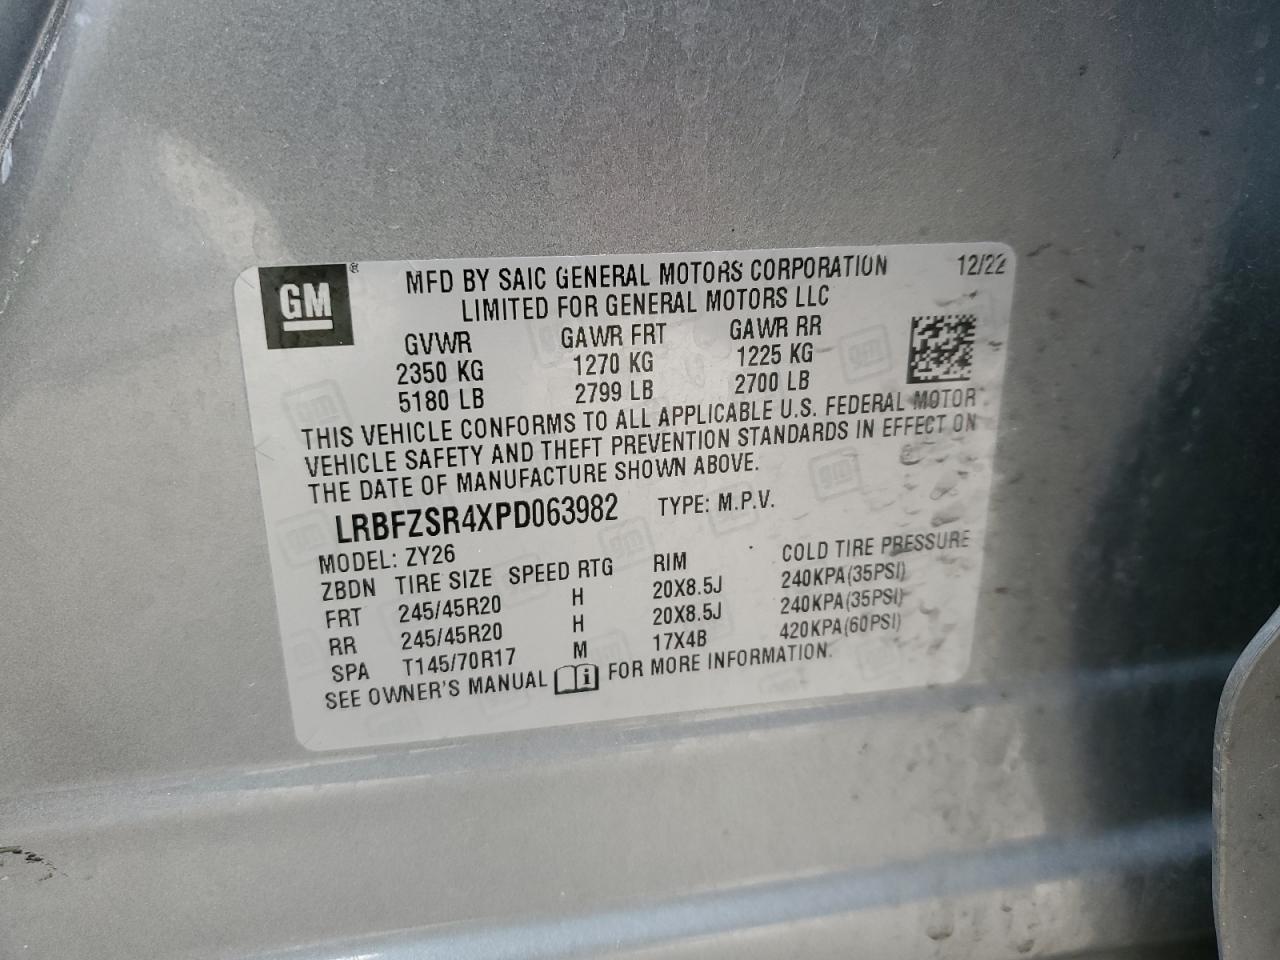 GM ®
MFD BY SAIC GENERAL MOTORS CORPORATION 12/22
LIMITED FOR GENERAL MOTORS LLC
GVWR GAWR FRT GAWR RR
2350 KG 1270 KG 1225 KG
5180 LB 2799 LB 2700 LB
THIS VEHICLE CONFORMS TO ALL APPLICABLE U.S. FEDERAL MOTOR
VEHICLE SAFETY AND THEFT PREVENTION STANDARDS IN EFFECT ON
THE DATE OF MANUFACTURE SHOWN ABOVE.
LRBFZSR4XPD063982 TYPE: M.P.V.
MODEL: ZY26
ZBDN TIRE SIZE SPEED RTG RIM COLD TIRE PRESSURE
FRT 245/45R20 H 20X8.5J 240KPA(35PSI)
RR 245/45R20 H 20X8.5J 240KPA(35PSI)
SPA T145/70R17 M 17X4B 420KPA(60PSI)
SEE OWNER'S MANUAL i FOR MORE INFORMATION.